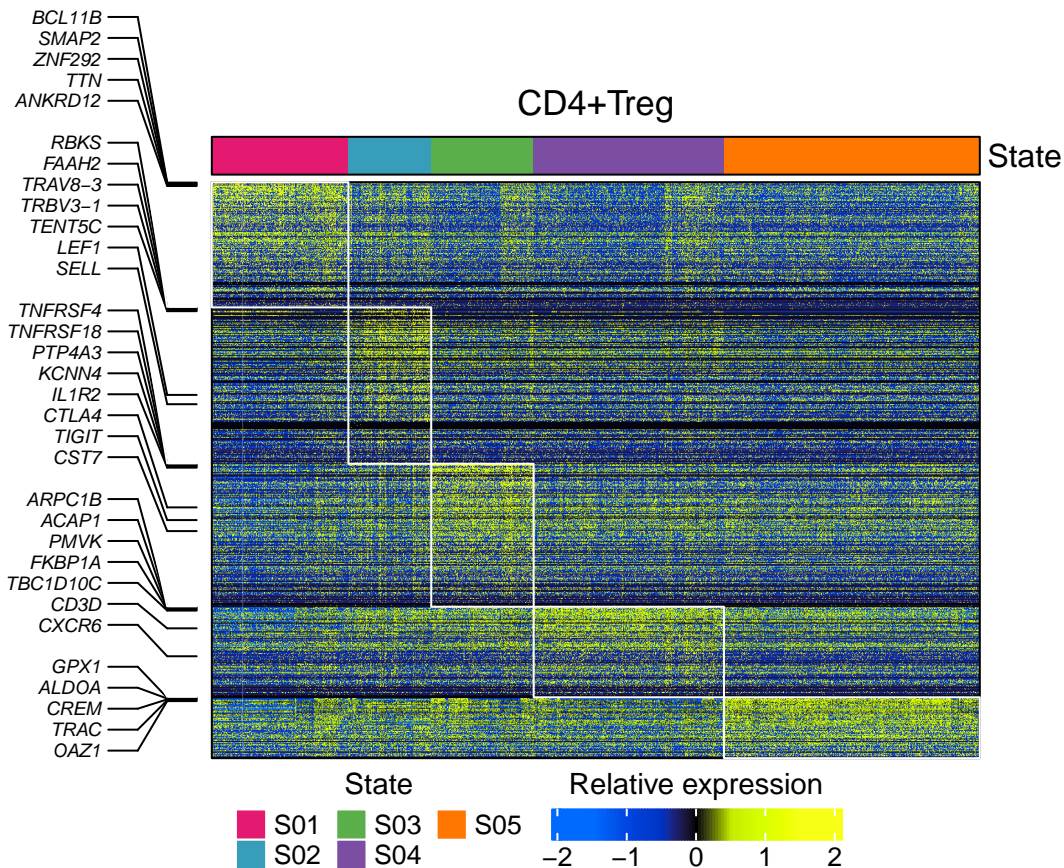 BCL11B
SMAP2
ZNF292
TTN
ANKRD12
RBKS
FAAH2
TRAV8−3
TRBV3−1
TENT5C
LEF1
SELL
TNFRSF4
TNFRSF18
PTP4A3
KCNN4
IL1R2
CTLA4
TIGIT
CST7
ARPC1B
ACAP1
PMVK
FKBP1A
TBC1D10C
CD3D
CXCR6
GPX1
ALDOA
CREM
TRAC
OAZ1
CD4+Treg
State
State
S01
S03
S05
S02
S04
Relative expression
−2 −1 0 1 2